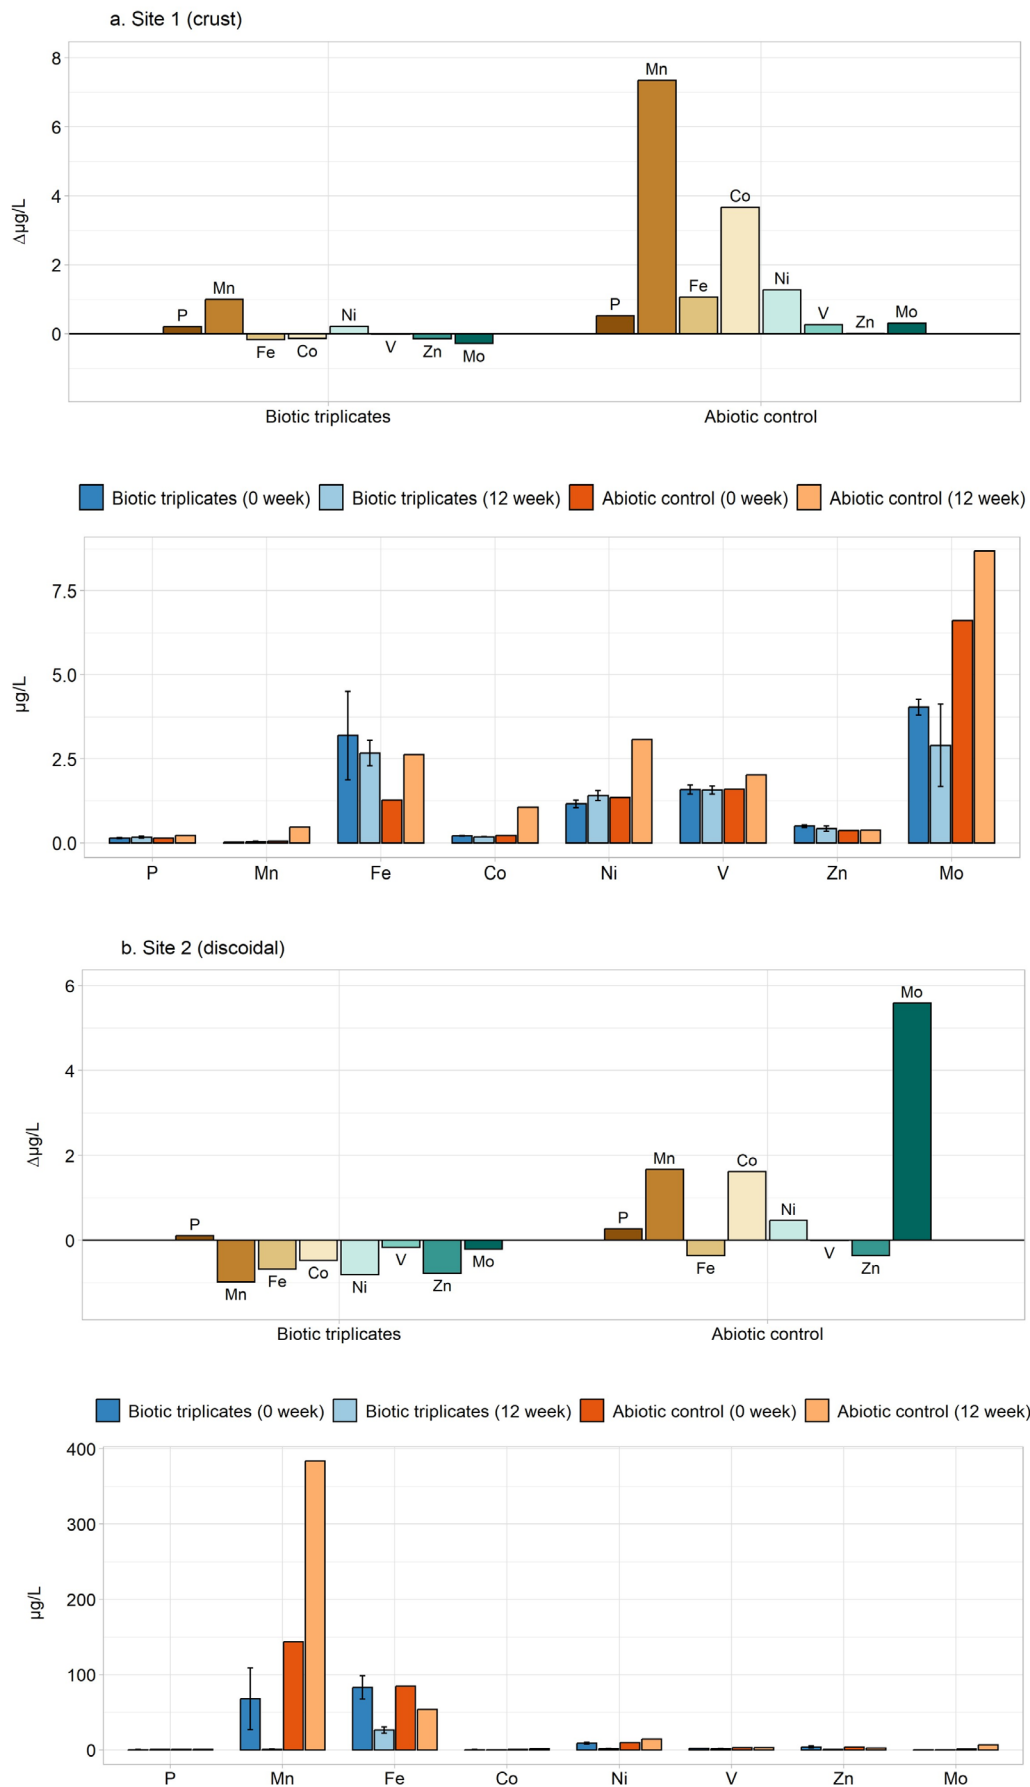 a. Site 1 (crust)
8
6
4
2
0
Δµg/L
P
Mn
Fe
Co
Ni
V
Zn
Mo
P
Mn
Fe
Co
Ni
V
Zn
Mo
Biotic triplicates
Abiotic control
Biotic triplicates (0 week) Biotic triplicates (12 week) Abiotic control (0 week) Abiotic control (12 week)
7.5
5.0
2.5
0.0
µg/L
P Mn Fe Co Ni V Zn Mo
b. Site 2 (discoidal)
6
4
2
0
Δµg/L
P
Mn
Fe
Co
Ni
V
Zn
Mo
P
Mn
Fe
Co
Ni
V
Zn
Mo
Biotic triplicates
Abiotic control
Biotic triplicates (0 week) Biotic triplicates (12 week) Abiotic control (0 week) Abiotic control (12 week)
400
300
200
100
0
µg/L
P Mn Fe Co Ni V Zn Mo